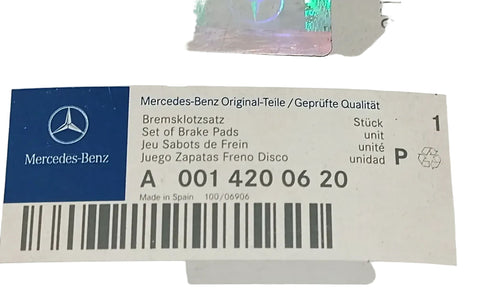 Mercedes-Benz Original-Teile/Geprüfte Qualität
Bremsklotzsatz Stück 1
Set of Brake Pads unit
Jeu Sabots de Frein unité
Juego Zapatas Freno Disco unidad P
Mercedes-Benz
A 001 420 06 20
Made in Spain 100/06906